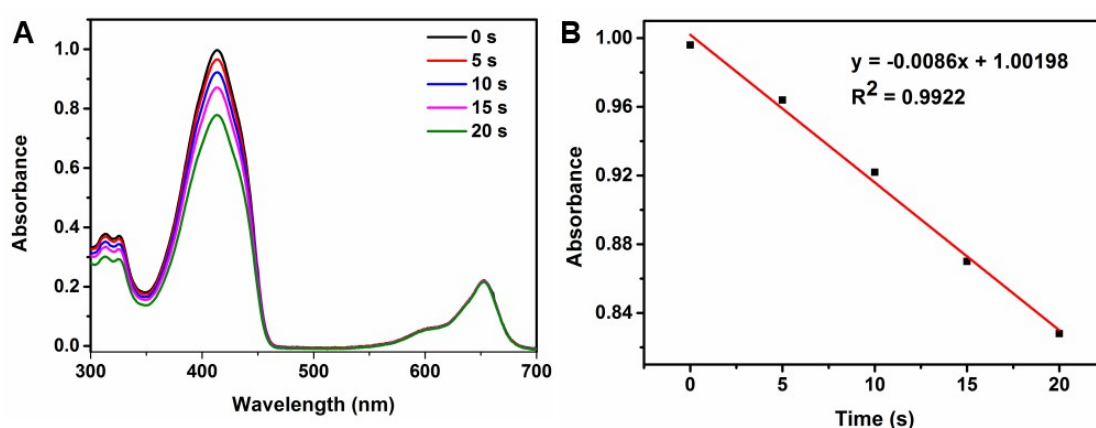 A
0 s
5 s
10 s
15 s
20 s
1.0
0.8
0.6
0.4
0.2
0.0
Absorbance
300
400
500
600
700
Wavelength (nm)
B
y = -0.0086x + 1.00198
R² = 0.9922
1.00
0.96
0.92
0.88
0.84
Absorbance
0
5
10
15
20
Time (s)